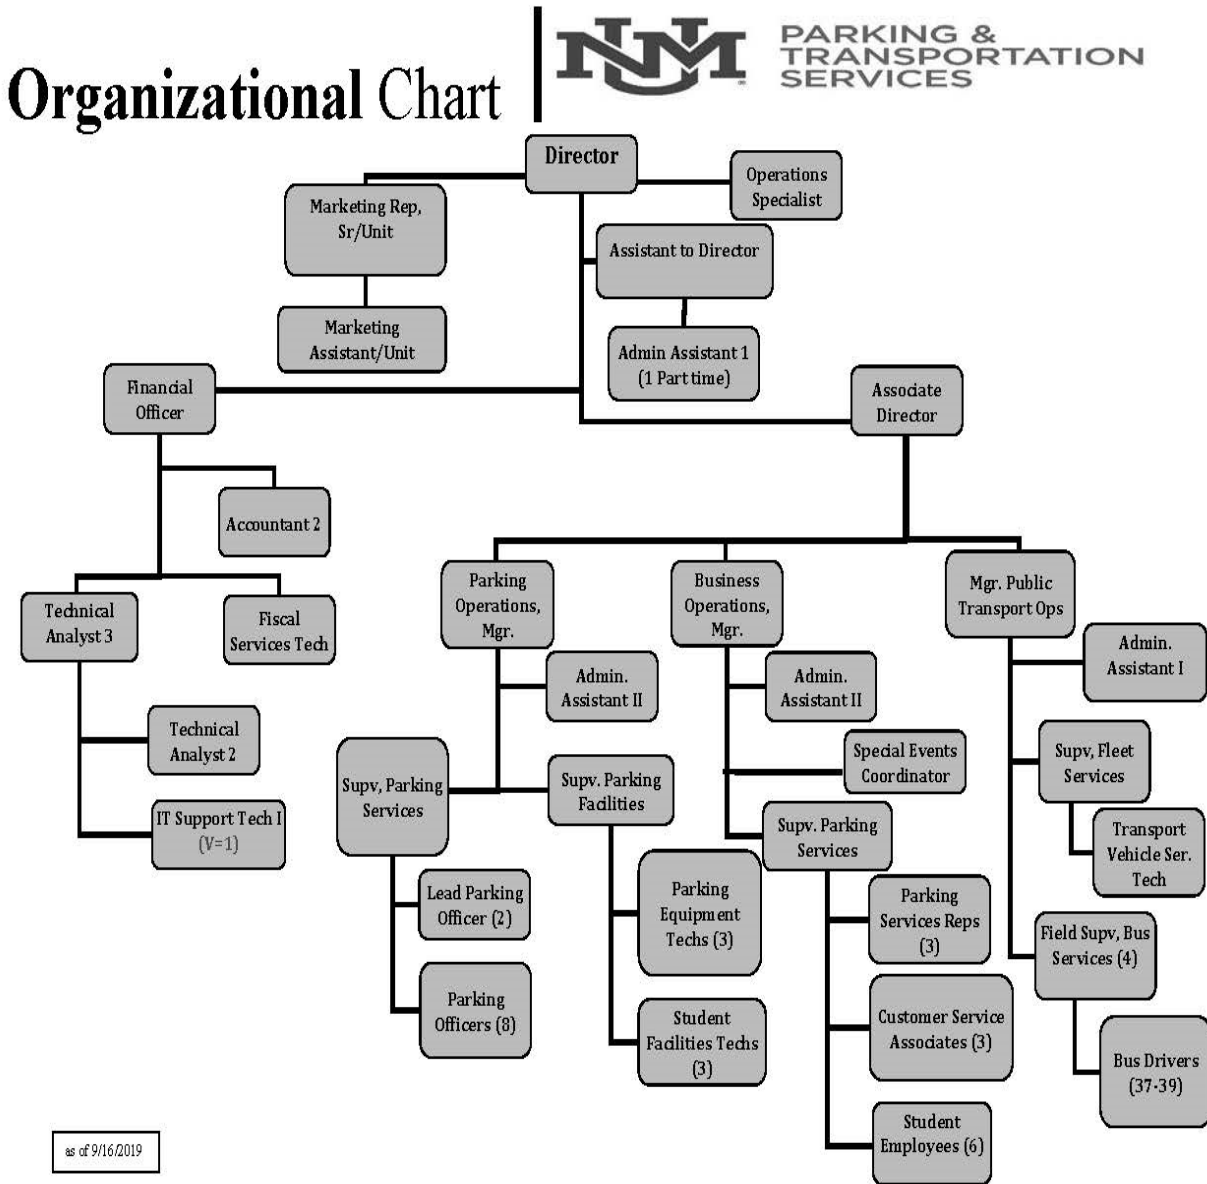 Organizational Chart
UNM
PARKING &
TRANSPORTATION
SERVICES
Director
Operations
Specialist
Marketing Rep,
Sr/Unit
Assistant to Director
Marketing
Assistant/Unit
Admin Assistant 1
(1 Part time)
Financial
Officer
Associate
Director
Accountant 2
Technical
Analyst 3
Fiscal
Services Tech
Technical
Analyst 2
IT Support Tech I
(V=1)
Parking
Operations,
Mgr.
Business
Operations,
Mgr.
Mgr. Public
Transport Ops
Admin.
Assistant II
Supv, Parking
Services
Supv. Parking
Facilities
Lead Parking
Officer (2)
Parking
Officers (8)
Parking
Equipment
Techs (3)
Student
Facilities Techs
(3)
Admin.
Assistant II
Special Events
Coordinator
Supv. Parking
Services
Parking
Services Reps
(3)
Customer Service
Associates (3)
Student
Employees (6)
Admin.
Assistant I
Supv, Fleet
Services
Transport
Vehicle Ser.
Tech
Field Supv, Bus
Services (4)
Bus Drivers
(37-39)
as of 9/16/2019